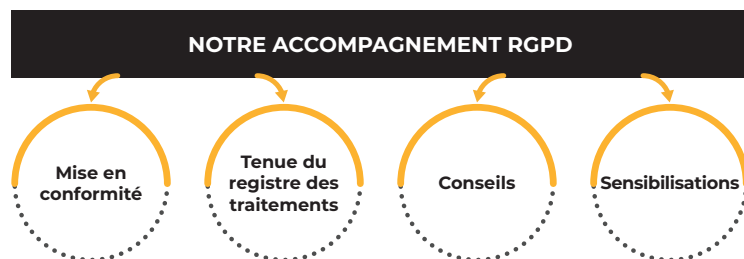 NOTRE ACCOMPAGNEMENT RGPD
Mise en
conformité
Tenue du
registre des
traitements
Conseils
Sensibilisations